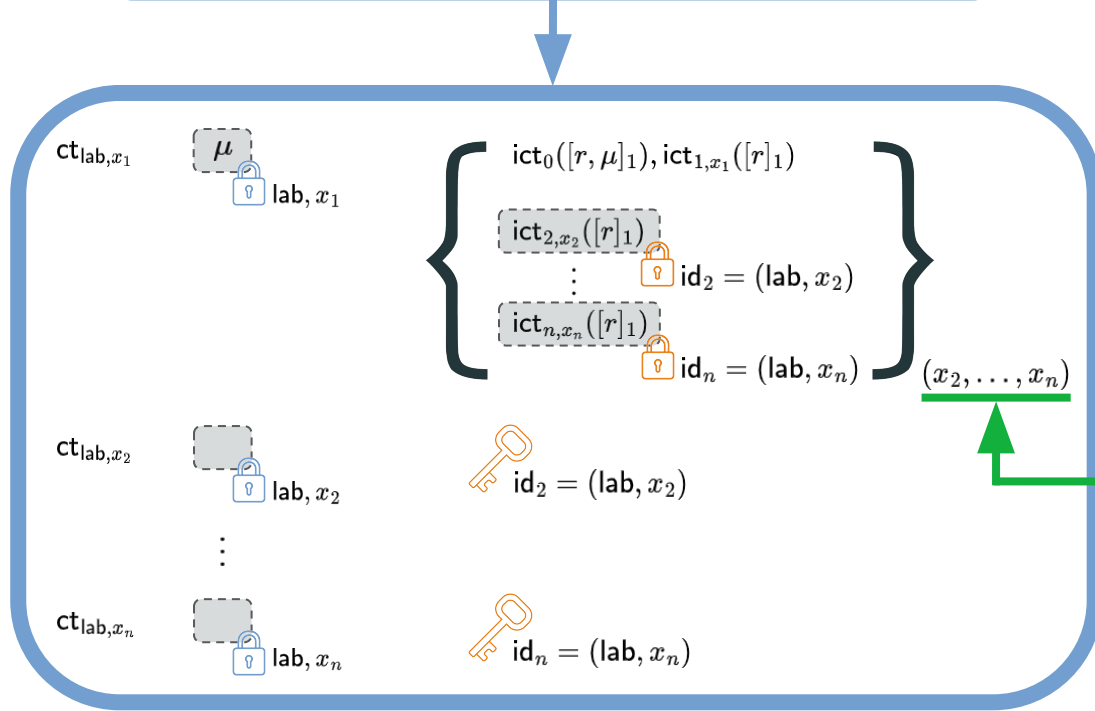 ct_{lab,x_1} μ lab, x_1
ict_0([r, μ]_1), ict_{1,x_1}([r]_1)
ict_{2,x_2}([r]_1)
id_2 = (lab, x_2)
⋮
ict_{n,x_n}([r]_1)
id_n = (lab, x_n)
(x_2, …, x_n)
ct_{lab,x_2} lab, x_2 id_2 = (lab, x_2)
⋮
ct_{lab,x_n} lab, x_n id_n = (lab, x_n)